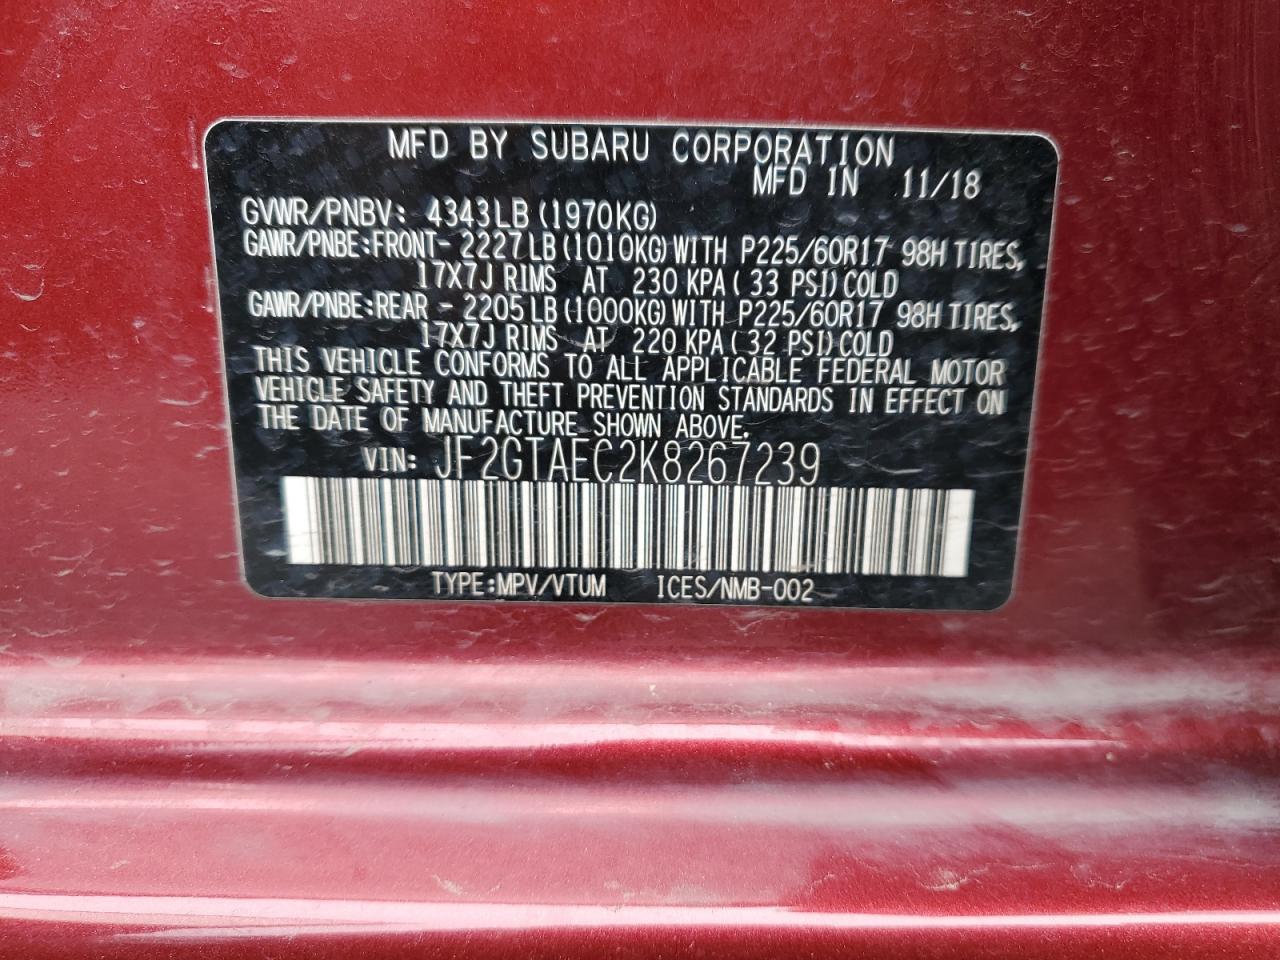 MFD BY SUBARU CORPORATION
MFD IN 11/18
GVWR/PNBV: 4343LB (1970KG)
GAWR/PNBE:FRONT- 2227LB(1010KG)WITH P225/60R17 98H TIRES,
17X7J RIMS AT 230 KPA( 33 PSI)COLD
GAWR/PNBE:REAR - 2205LB(1000KG)WITH P225/60R17 98H TIRES,
17X7J RIMS AT 220 KPA(32 PSI)COLD
THIS VEHICLE CONFORMS TO ALL APPLICABLE FEDERAL MOTOR
VEHICLE SAFETY AND THEFT PREVENTION STANDARDS IN EFFECT ON
THE DATE OF MANUFACTURE SHOWN ABOVE.
VIN: JF2GTAEC2K8267239
TYPE:MPV/VTUM ICES/NMB-002